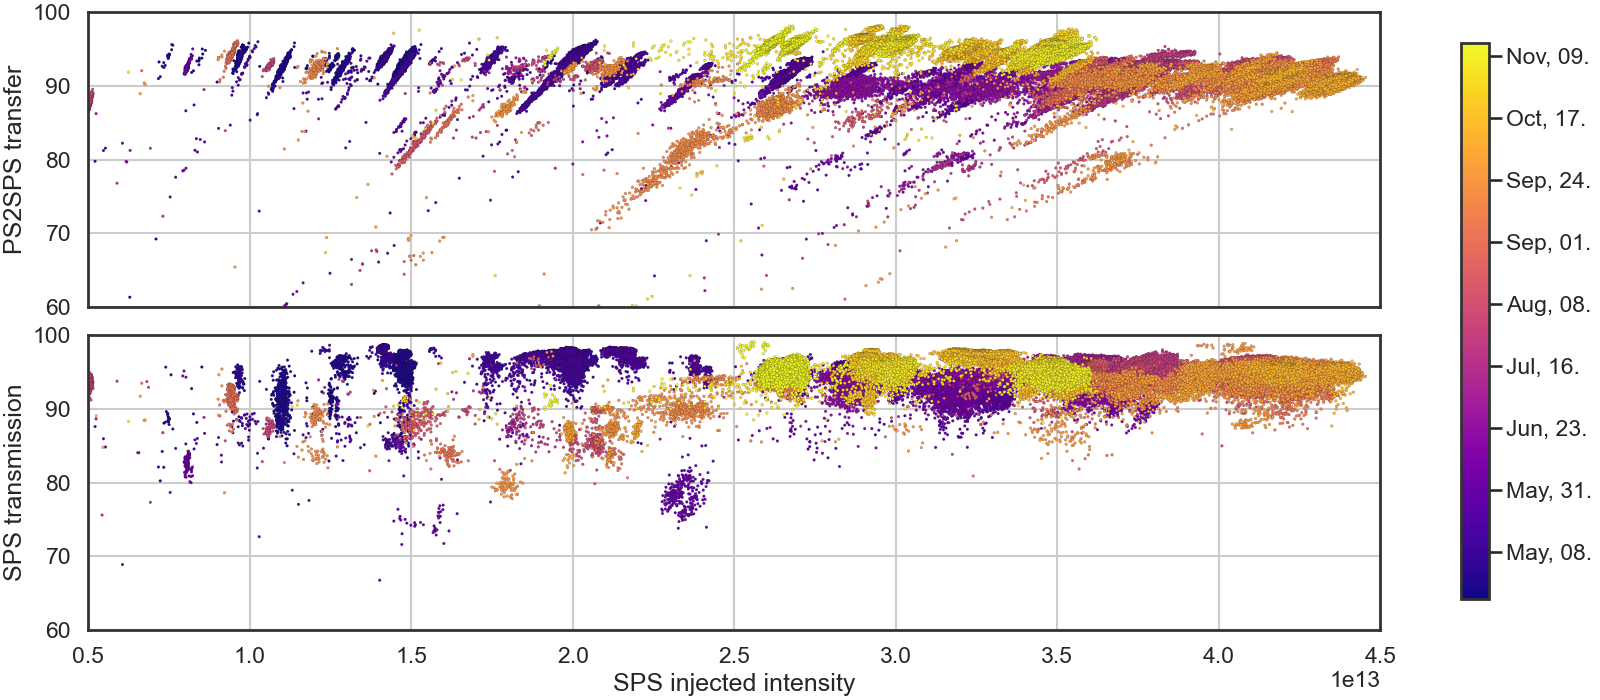 100
90
80
70
60
PS2SPS transfer
100
90
80
70
60
SPS transmission
0.5 1.0 1.5 2.0 2.5 3.0 3.5 4.0 4.5
1e13
SPS injected intensity
Nov, 09.
Oct, 17.
Sep, 24.
Sep, 01.
Aug, 08.
Jul, 16.
Jun, 23.
May, 31.
May, 08.